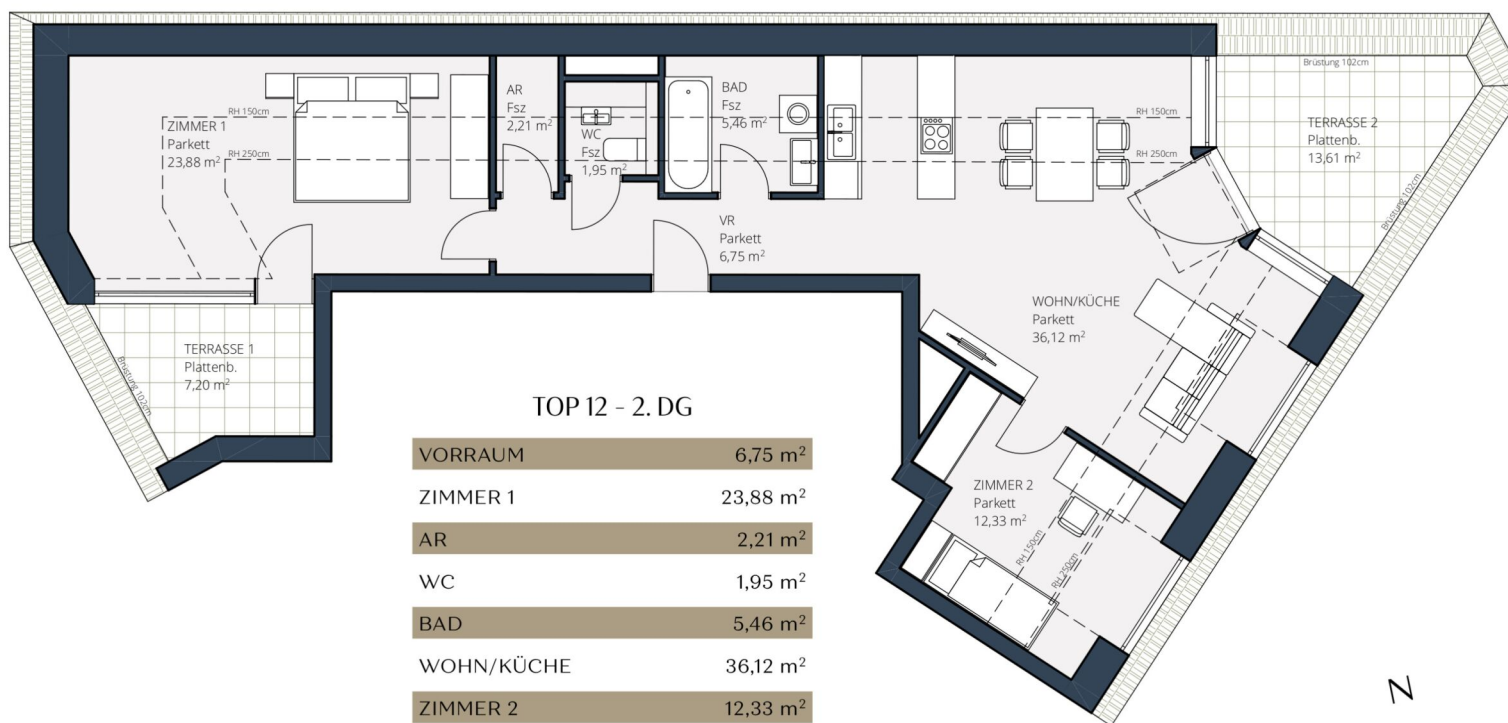 Brüstung 102cm
RH 150cm
ZIMMER 1
Parkett
23,88 m²
RH 250cm
AR
Fsz
2,21 m²
WC
Fsz
1,95 m²
BAD
Fsz
5,46 m²
RH 150cm
RH 250cm
TERRASSE 2
Plattenb.
13,61 m²
Brüstung 102cm
VR
Parkett
6,75 m²
WOHN/KÜCHE
Parkett
36,12 m²
TERRASSE 1
Plattenb.
7,20 m²
Brüstung 102cm
ZIMMER 2
Parkett
12,33 m²
RH 150cm
RH 250cm
TOP 12 - 2. DG
VORRAUM 6,75 m²
ZIMMER 1 23,88 m²
AR 2,21 m²
WC 1,95 m²
BAD 5,46 m²
WOHN/KÜCHE 36,12 m²
ZIMMER 2 12,33 m²
N